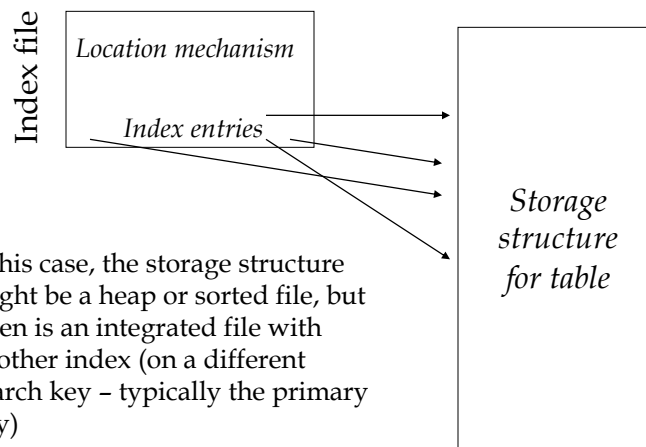 Index file
Location mechanism
Index entries
Storage
structure
for table
his case, the storage structure
ght be a heap or sorted file, but
en is an integrated file with
other index (on a different
arch key – typically the primary
y)